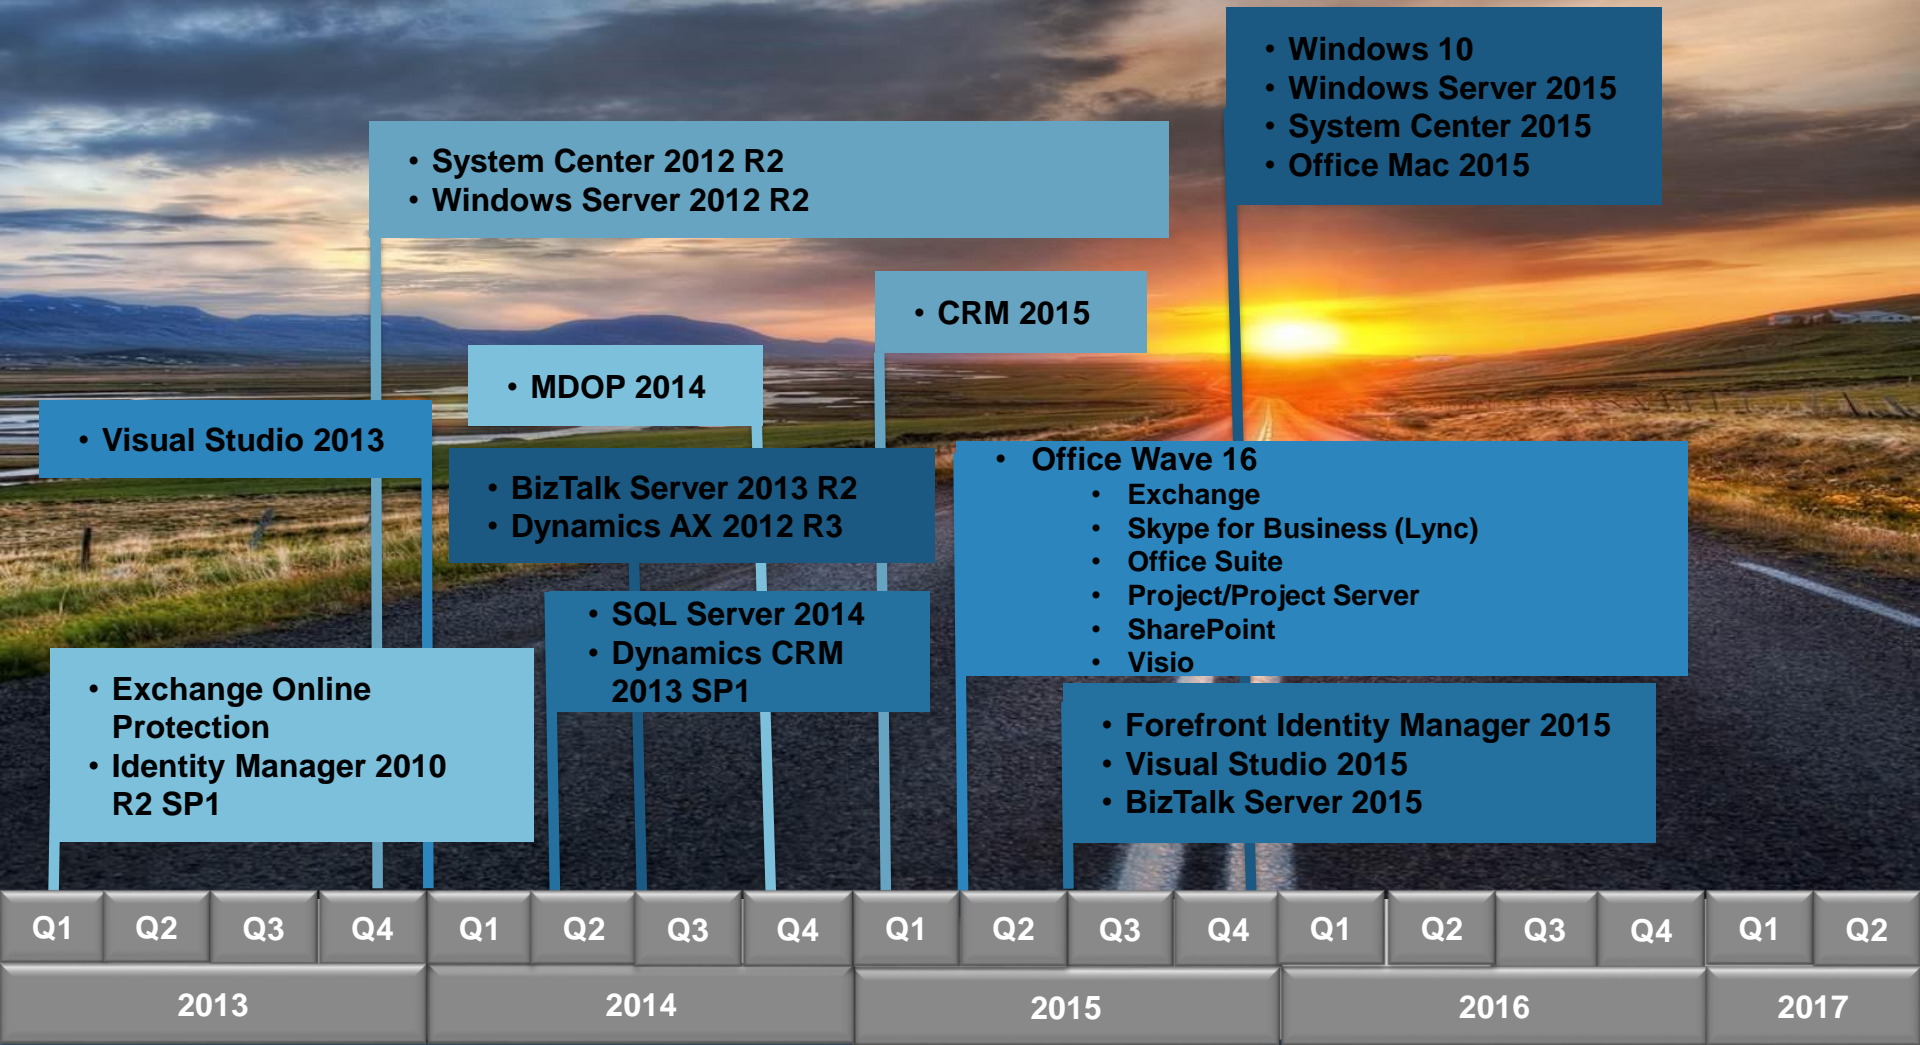 • Windows 10
• Windows Server 2015
• System Center 2015
• Office Mac 2015
• System Center 2012 R2
• Windows Server 2012 R2
• CRM 2015
• MDOP 2014
• Visual Studio 2013
• BizTalk Server 2013 R2
• Dynamics AX 2012 R3
• Office Wave 16
• Exchange
• Skype for Business (Lync)
• Office Suite
• Project/Project Server
• SharePoint
• Visio
• SQL Server 2014
• Dynamics CRM
2013 SP1
• Exchange Online
Protection
• Identity Manager 2010
R2 SP1
• Forefront Identity Manager 2015
• Visual Studio 2015
• BizTalk Server 2015
Q1 Q2 Q3 Q4 Q1 Q2 Q3 Q4 Q1 Q2 Q3 Q4 Q1 Q2 Q3 Q4 Q1 Q2
2013 2014 2015 2016 2017